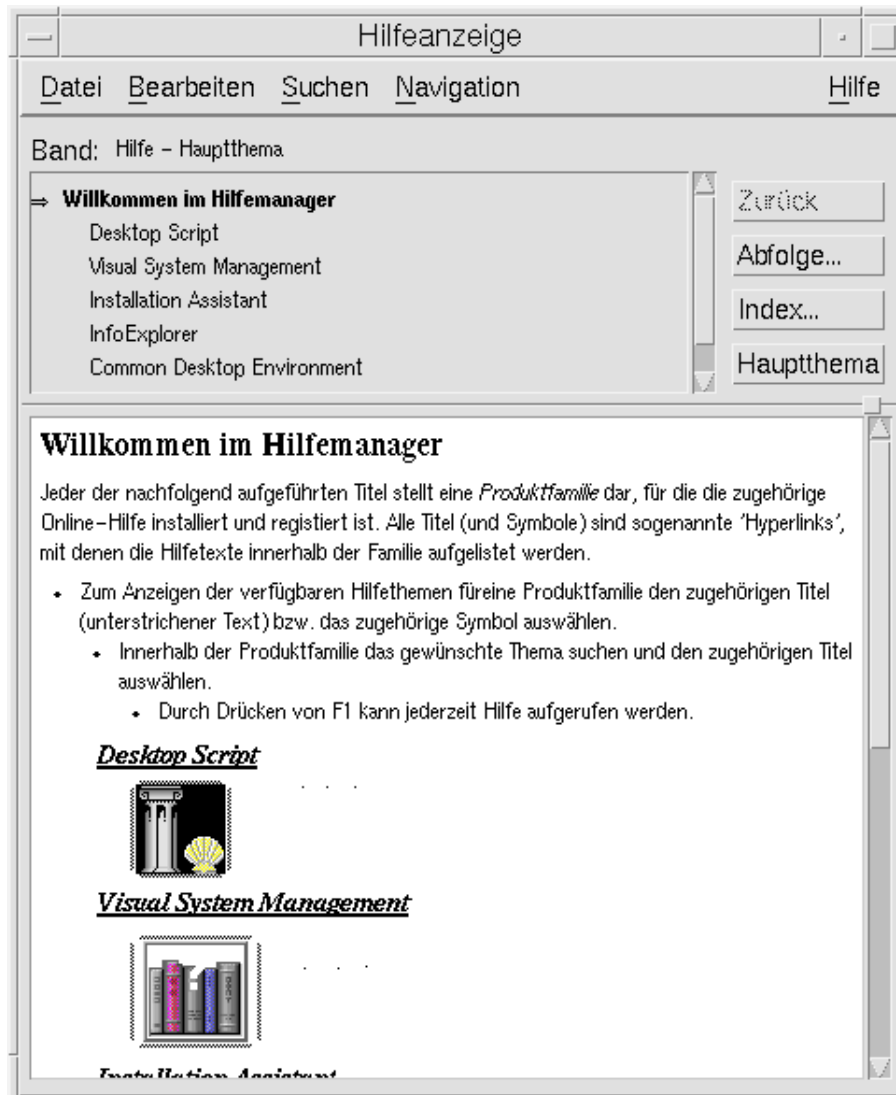 Hilfeanzeige
Datei Bearbeiten Suchen Navigation Hilfe
Band: Hilfe - Hauptthema
⇒ Willkommen im Hilfemanager
Desktop Script
Visual System Management
Installation Assistant
InfoExplorer
Common Desktop Environment
Zurück
Abfolge...
Index...
Hauptthema
Willkommen im Hilfemanager
Jeder der nachfolgend aufgeführten Titel stellt eine Produktfamilie dar, für die die zugehörige
Online-Hilfe installiert und registiert ist. Alle Titel (und Symbole) sind sogenannte 'Hyperlinks',
mit denen die Hilfetexte innerhalb der Familie aufgelistet werden.
• Zum Anzeigen der verfügbaren Hilfethemen füreine Produktfamilie den zugehörigen Titel
(unterstrichener Text) bzw. das zugehörige Symbol auswählen.
• Innerhalb der Produktfamilie das gewünschte Thema suchen und den zugehörigen Titel
auswählen.
• Durch Drücken von F1 kann jederzeit Hilfe aufgerufen werden.
Desktop Script
. . .
Visual System Management
. . .
Installation Assistant